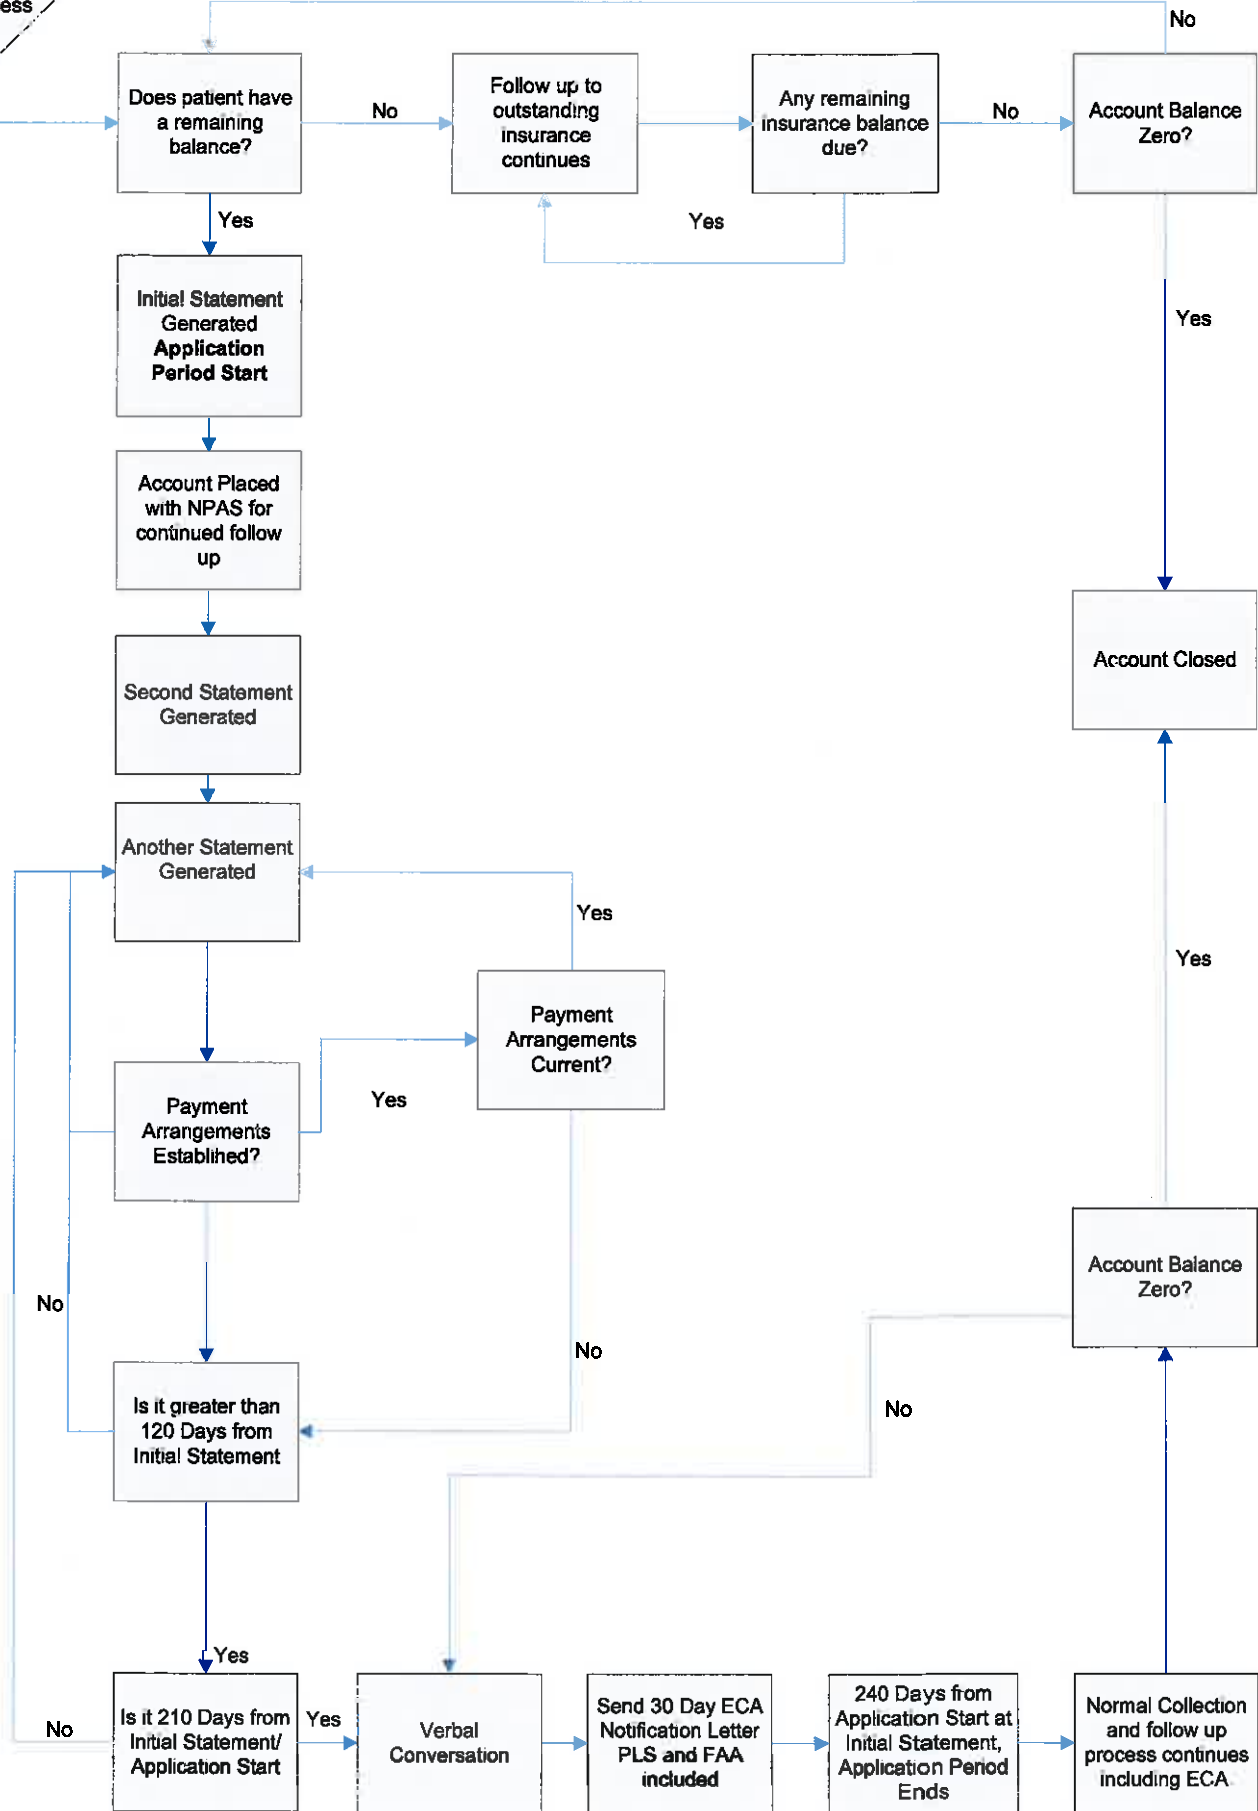 ess
No
Does patient have
a remaining
balance?
No
Follow up to
outstanding
insurance
continues
Any remaining
insurance balance
due?
No
Account Balance
Zero?
Yes
Yes
Yes
Initial Statement
Generated
Application
Period Start
Account Placed
with NPAS for
continued follow
up
Account Closed
Second Statement
Generated
Another Statement
Generated
Yes
Yes
Payment
Arrangements
Current?
Yes
Payment
Arrangements
Establihed?
No
Account Balance
Zero?
No
Is it greater than
120 Days from
Initial Statement
No
Yes
No
Is it 210 Days from
Initial Statement/
Application Start
Yes
Verbal
Conversation
Send 30 Day ECA
Notification Letter
PLS and FAA
included
240 Days from
Application Start at
Initial Statement,
Application Period
Ends
Normal Collection
and follow up
process continues
including ECA